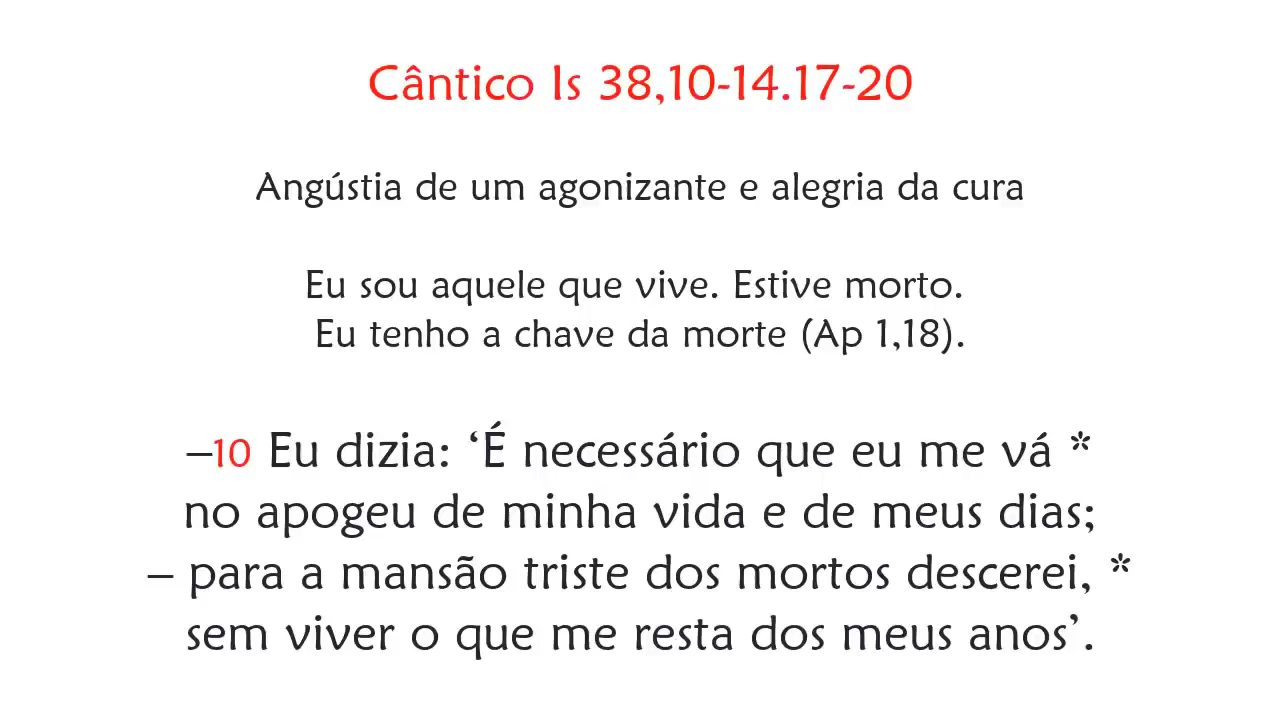 Cântico Is 38,10-14.17-20
Angústia de um agonizante e alegria da cura
Eu sou aquele que vive. Estive morto.
Eu tenho a chave da morte (Ap 1,18).
–10 Eu dizia: ‘É necessário que eu me vá *
no apogeu de minha vida e de meus dias;
– para a mansão triste dos mortos descerei, *
sem viver o que me resta dos meus anos’.